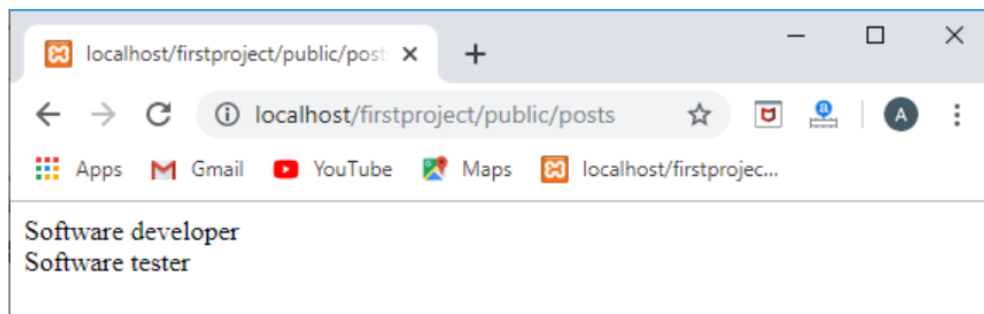 localhost/firstproject/public/post
localhost/firstproject/public/posts
a
A
Apps
Gmail
YouTube
Maps
localhost/firstprojec...
Software developer
Software tester